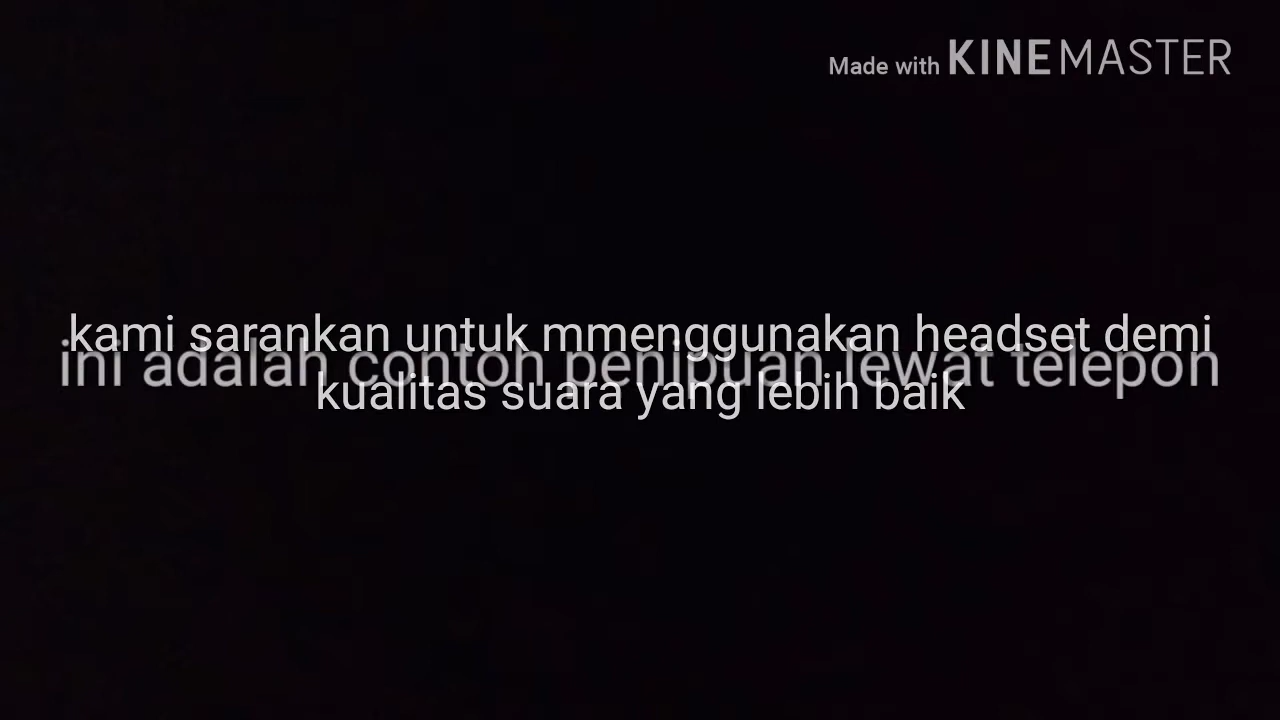 Made with KINEMASTER
kami sarankan untuk mmenggunakan headset demi
ini adalah contoh penipuan lewat telepon
kualitas suara yang lebih baik